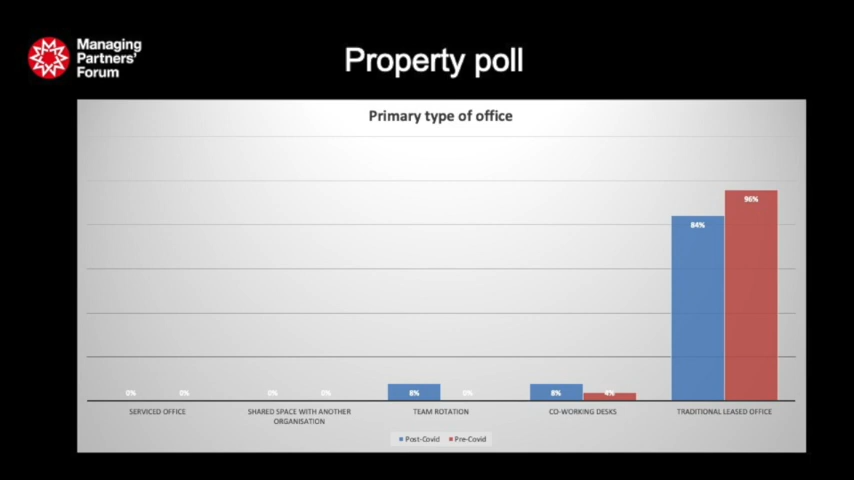 Managing
Partners'
Forum
Property poll
Primary type of office
96%
84%
0%
0%
0%
0%
8%
0%
8%
4%
SERVICED OFFICE
SHARED SPACE WITH ANOTHER
ORGANISATION
TEAM ROTATION
CO-WORKING DESKS
TRADITIONAL LEASED OFFICE
Post-Covid
Pre-Covid